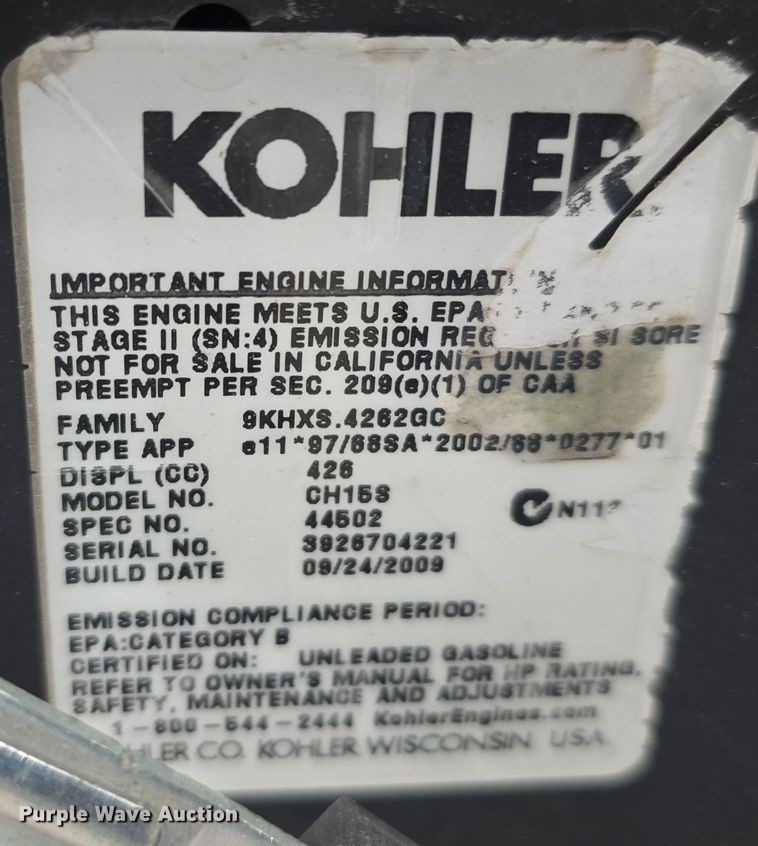 KOHLER
IMPORTANT ENGINE
THIS ENGINE MEETS U.S. EPA
STAGE II (SN:4) EMISSION SI SORE
NOT FOR SALE IN CALIFORNIA UNLESS
PREEMPT PER SEC. 209(e)(1) OF CAA
FAMILY 9KHXS.4262GC
TYPE APP e11*97/68SA*2002/88*0277*01
DISPL (CC) 426
MODEL NO. CH15S
SPEC NO. 44502
SERIAL NO. 3926704221
BUILD DATE 09/24/2009
EMISSION COMPLIANCE PERIOD:
EPA:CATEGORY B
CERTIFIED ON: UNLEADED GASOLINE
REFER TO OWNER'S MANUAL FOR HP RATING.
SAFETY, MAINTENANCE AND ADJUSTMENTS
1-800-544-2444 KohlerEngines.com
CO. KOHLER, WISCONSIN U.S.A.
Purple Wave Auction